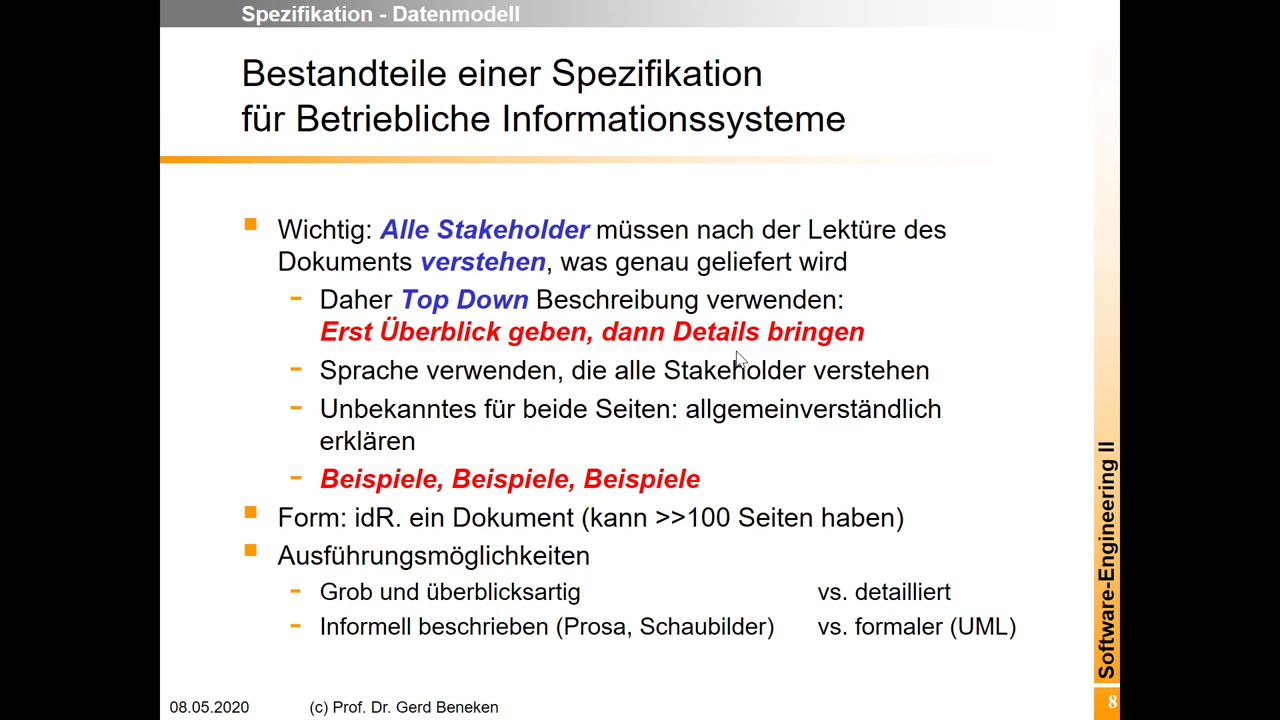 Spezifikation - Datenmodell
Bestandteile einer Spezifikation
für Betriebliche Informationssysteme
Wichtig: Alle Stakeholder müssen nach der Lektüre des
Dokuments verstehen, was genau geliefert wird
Daher Top Down Beschreibung verwenden:
Erst Überblick geben, dann Details bringen
Sprache verwenden, die alle Stakeholder verstehen
Unbekanntes für beide Seiten: allgemeinverständlich
erklären
Beispiele, Beispiele, Beispiele
Form: idR. ein Dokument (kann >>100 Seiten haben)
Ausführungsmöglichkeiten
Grob und überblicksartig vs. detailliert
Informell beschrieben (Prosa, Schaubilder) vs. formaler (UML)
Software-Engineering II
08.05.2020 (c) Prof. Dr. Gerd Beneken 8